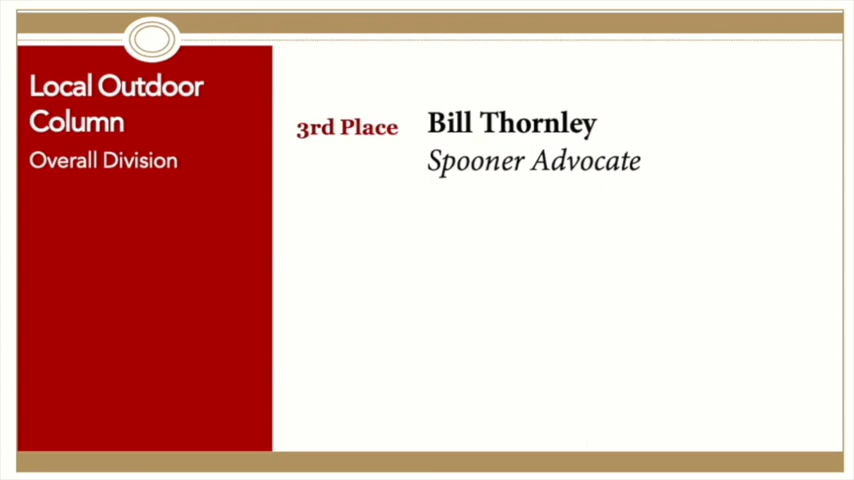 Local Outdoor
Column
Overall Division
3rd Place
Bill Thornley
Spooner Advocate